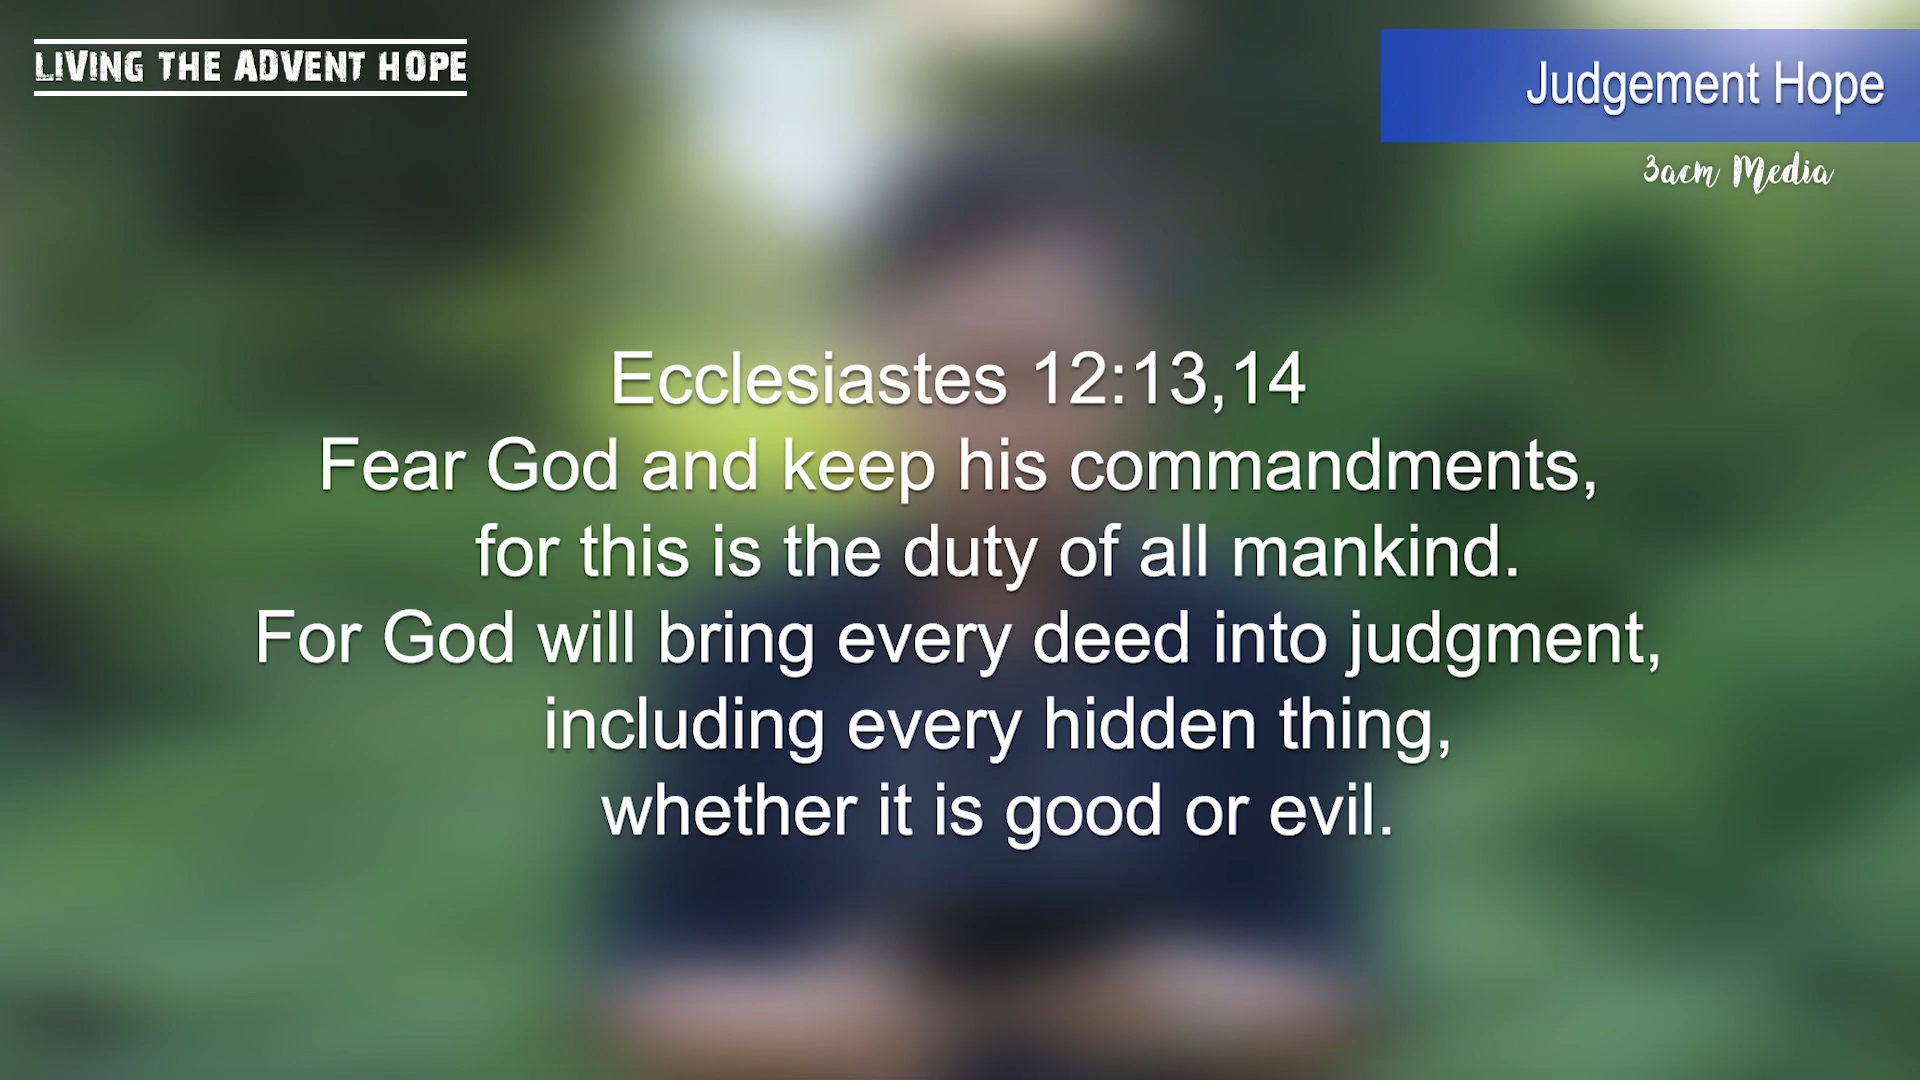 LIVING THE ADVENT HOPE
Judgement Hope
3acm Media
Ecclesiastes 12:13,14
Fear God and keep his commandments,
for this is the duty of all mankind.
For God will bring every deed into judgment,
including every hidden thing,
whether it is good or evil.